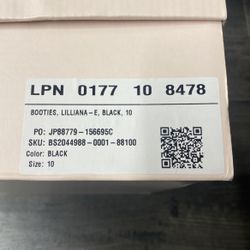 LPN 0177 10 8478
BOOTIES, LILLIANA-E, BLACK, 10
PO: JP88779-156695C
SKU: BS2044988-0001-88100
Color: BLACK
Size: 10